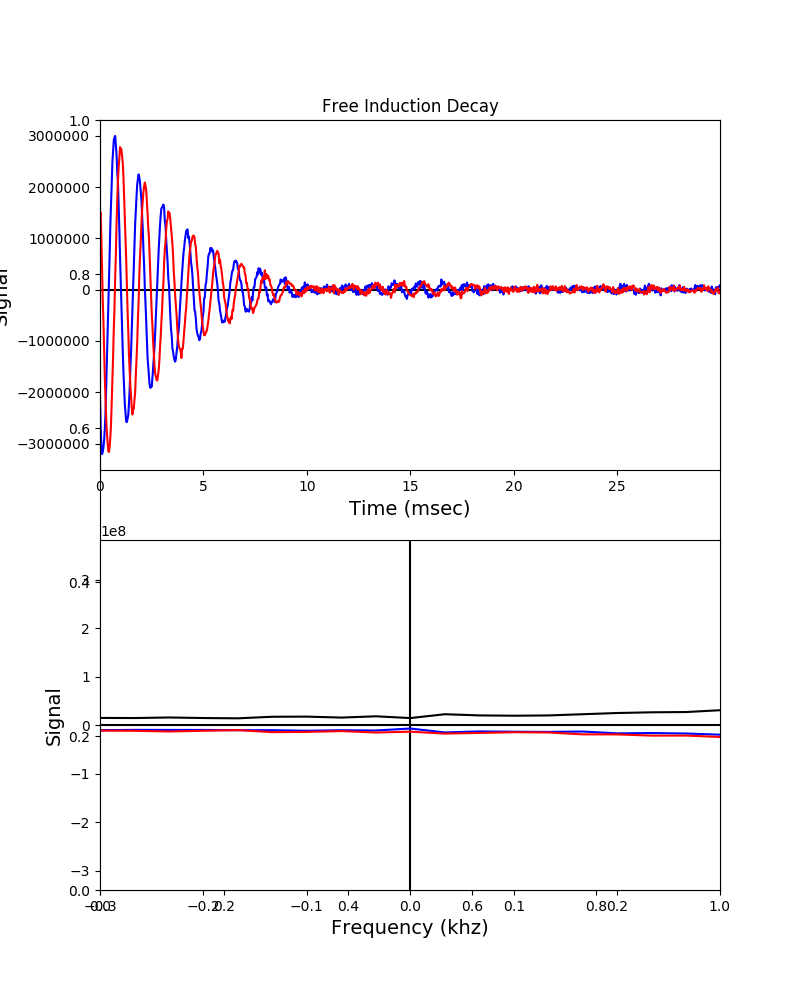 Free Induction Decay
1.0
3000000
2000000
1000000
0.8
0
−1000000
−2000000
0.6
−3000000
Signal
0 5 10 15 20 25
Time (msec)
1e8
3
0.4
2
1
0
0.2
−1
−2
−3
0.0
Signal
−0.3 0.0 −0.2 0.2 −0.1 0.4 0.0 0.6 0.1 0.8 0.2 1.0
Frequency (khz)